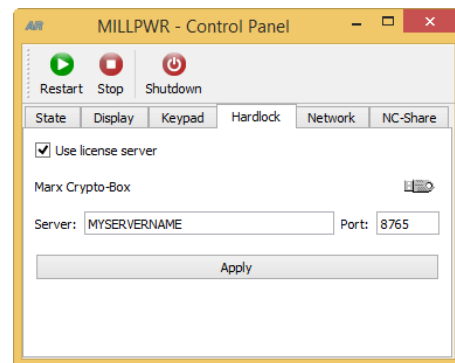 AR MILLPWR - Control Panel
Restart Stop Shutdown
State Display Keypad Hardlock Network NC-Share
Use license server
Marx Crypto-Box
Server: MYSERVERNAME Port: 8765
Apply